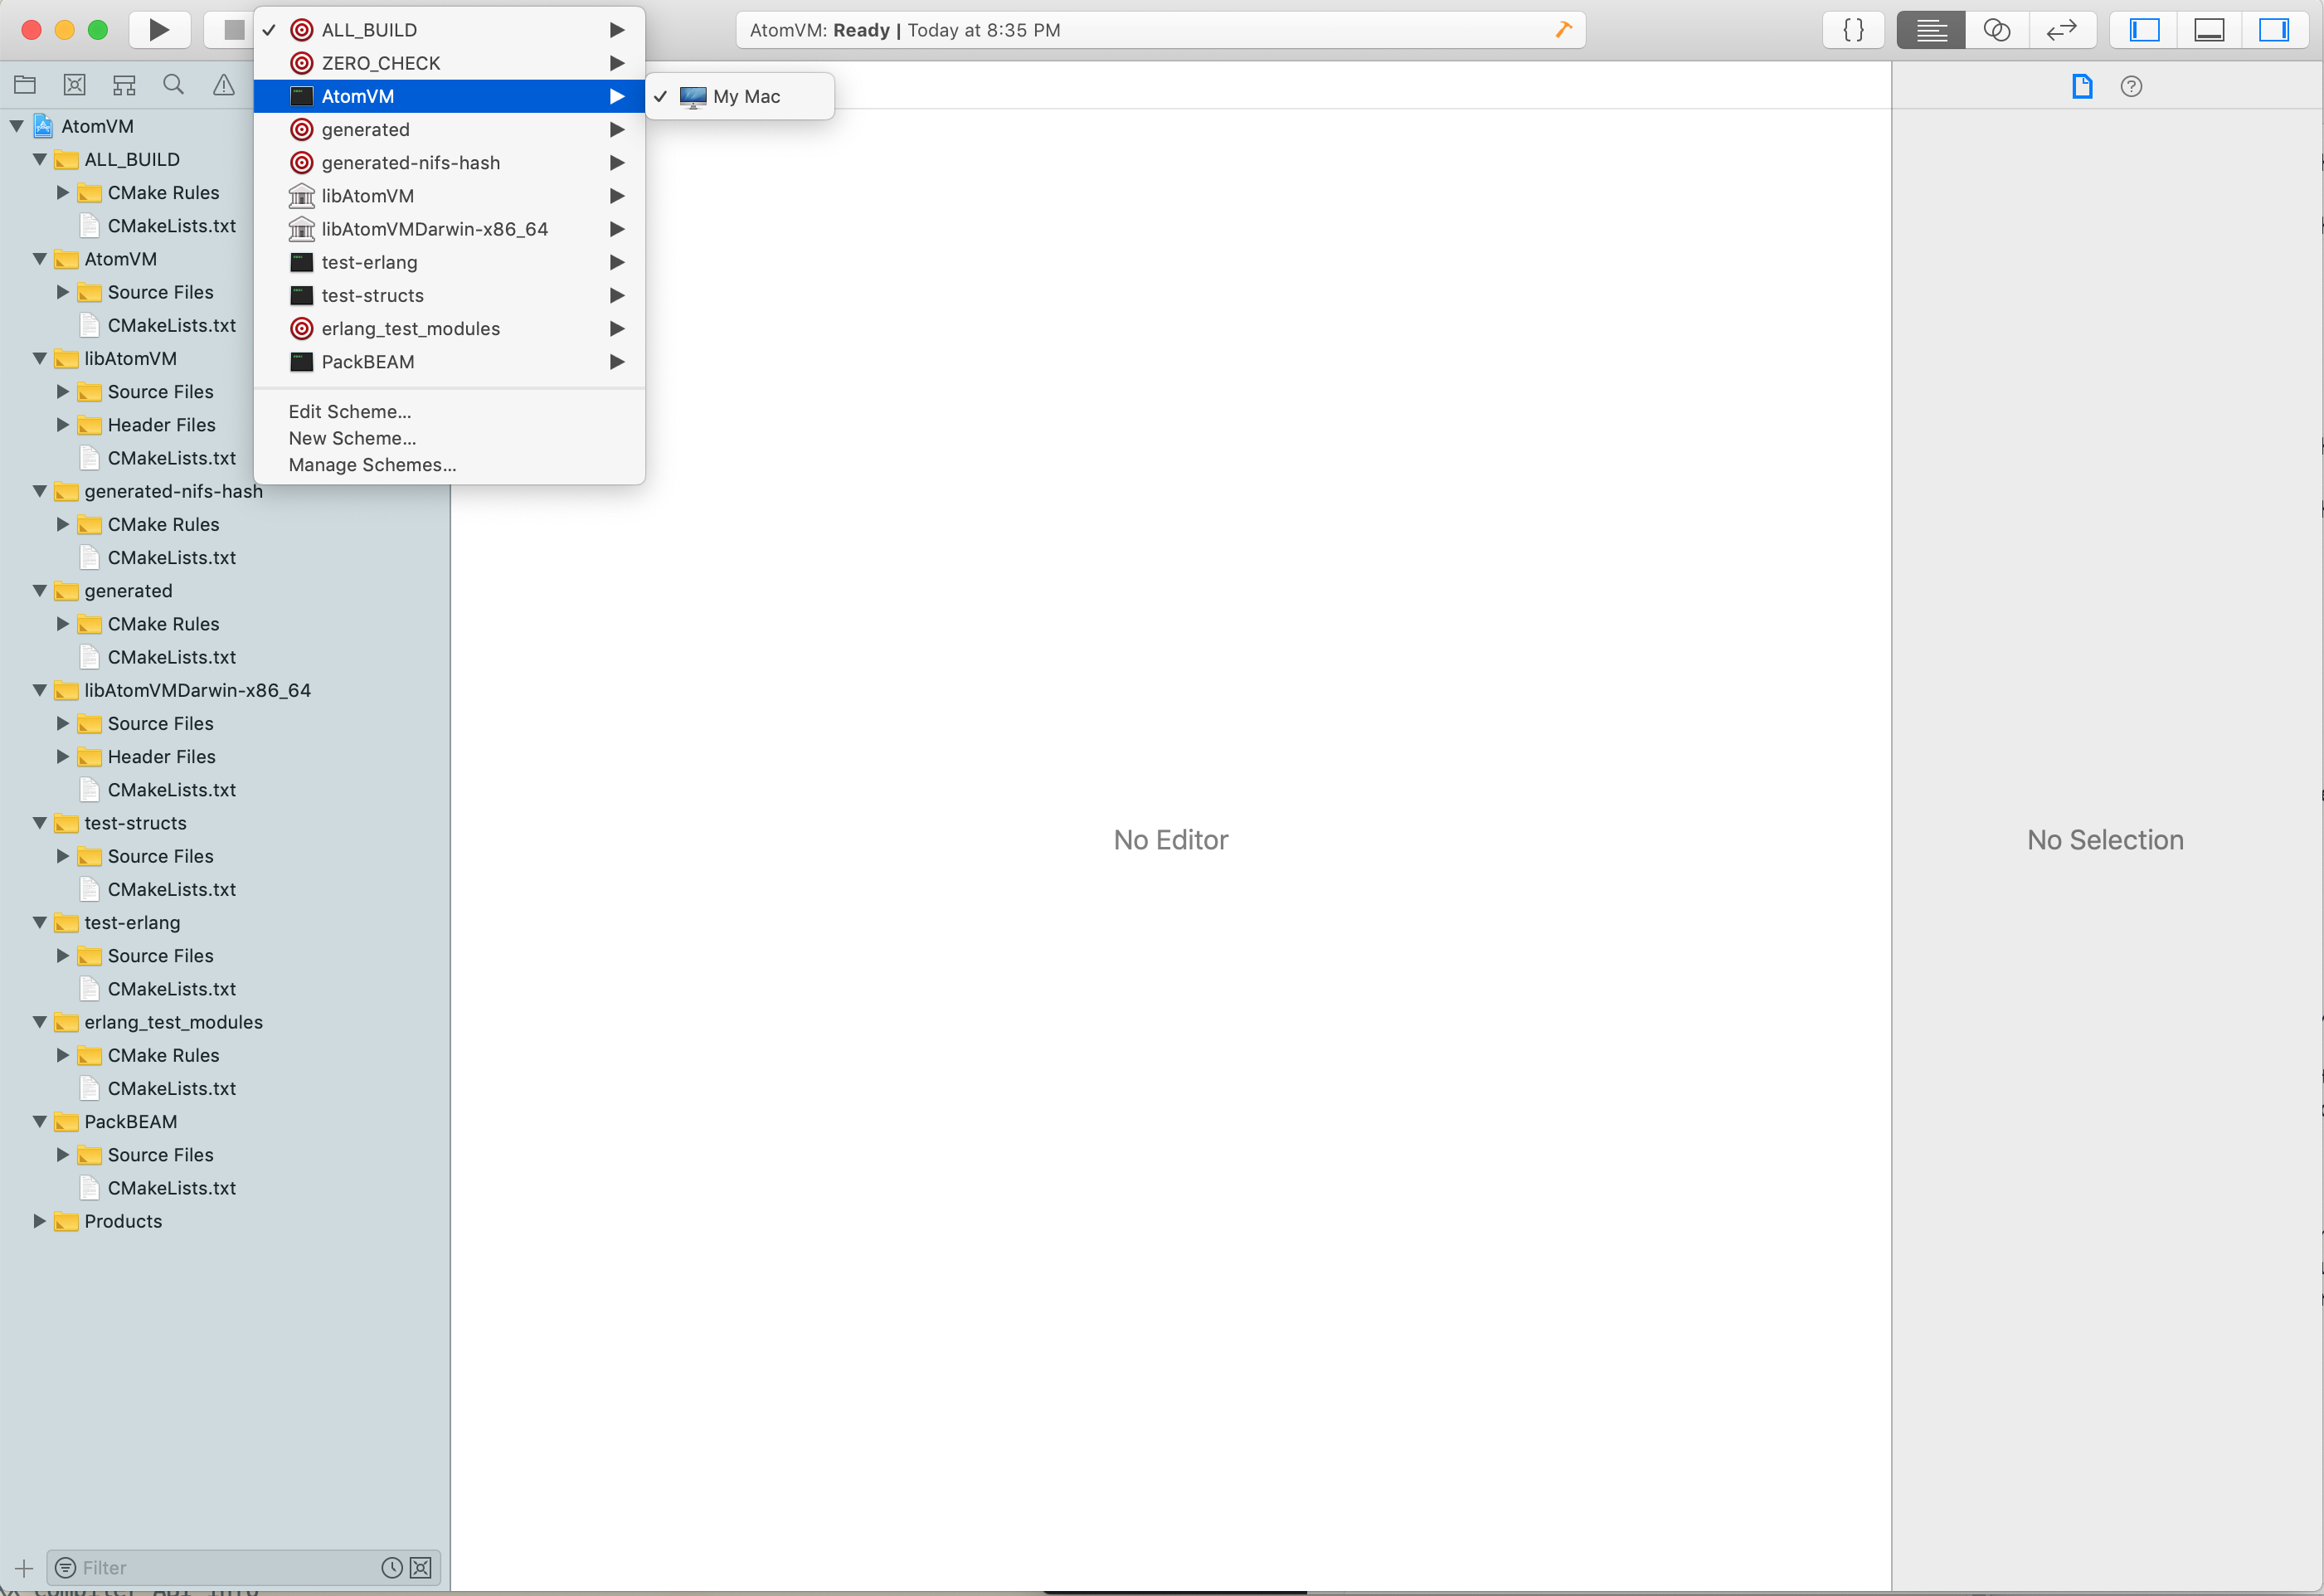 ALL_BUILD
ZERO_CHECK
AtomVM
generated
generated-nifs-hash
libAtomVM
libAtomVMDarwin-x86_64
test-erlang
test-structs
erlang_test_modules
PackBEAM
Edit Scheme...
New Scheme...
Manage Schemes...
My Mac
AtomVM: Ready | Today at 8:35 PM
{ }
AtomVM
ALL_BUILD
CMake Rules
CMakeLists.txt
AtomVM
Source Files
CMakeLists.txt
libAtomVM
Source Files
Header Files
CMakeLists.txt
generated-nifs-hash
CMake Rules
CMakeLists.txt
generated
CMake Rules
CMakeLists.txt
libAtomVMDarwin-x86_64
Source Files
Header Files
CMakeLists.txt
test-structs
Source Files
CMakeLists.txt
test-erlang
Source Files
CMakeLists.txt
erlang_test_modules
CMake Rules
CMakeLists.txt
PackBEAM
Source Files
CMakeLists.txt
Products
Filter
No Editor
No Selection